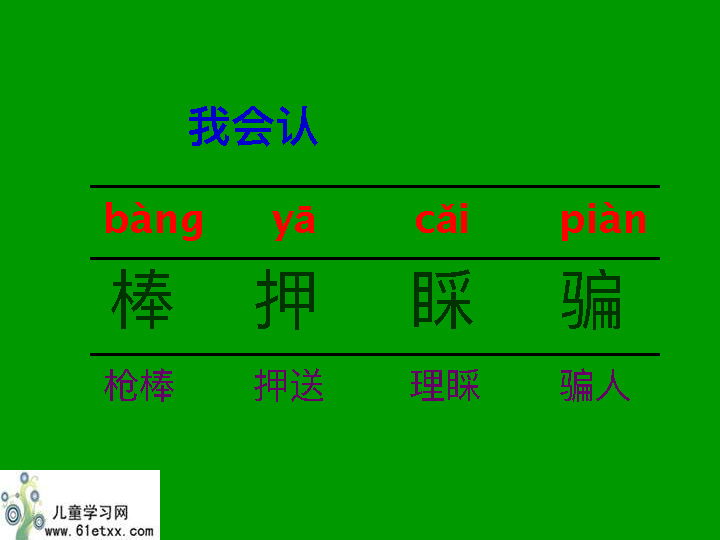 我会认
bàng yā cǎi piàn
棒 押 睬 骗
枪棒 押送 理睬 骗人
儿童学习网
www.61etxx.com